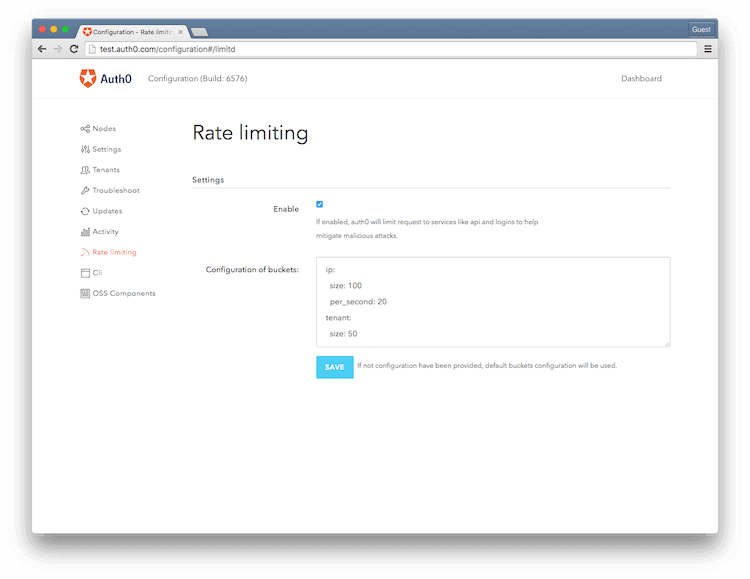 Configuration - Rate limitin
Guest
test.auth0.com/configuration#/limitd
Auth0
Configuration (Build: 6576)
Dashboard
Nodes
Settings
Tenants
Troubleshoot
Updates
Activity
Rate limiting
Cli
OSS Components
Rate limiting
Settings
Enable
If enabled, auth0 will limit request to services like api and logins to help
mitigate malicious attacks.
Configuration of buckets:
ip:
size: 100
per_second: 20
tenant:
size: 50
SAVE
If not configuration have been provided, default buckets configuration will be used.